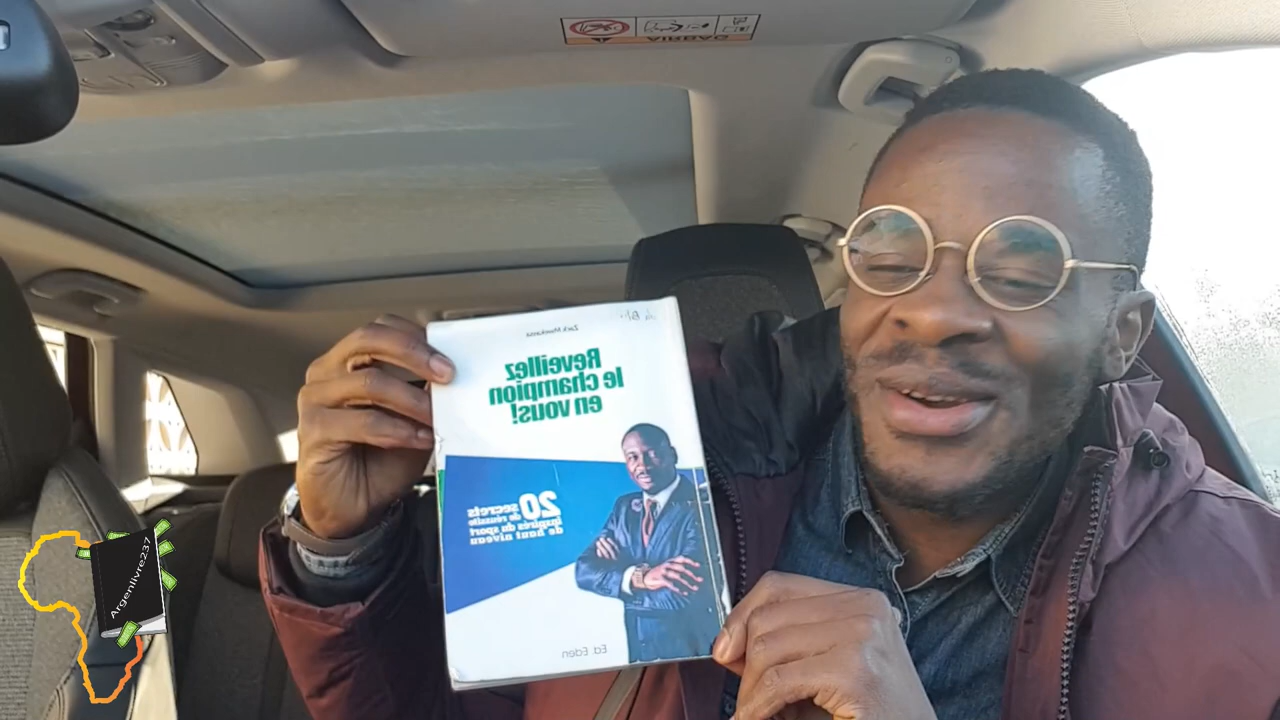 AIRBAG
Zack Mwekassa
Reveillez
le champion
en vous!
20 secrets
de réussite
inspirés du sport
de haut niveau
Ed. Eden
Argenlivre237